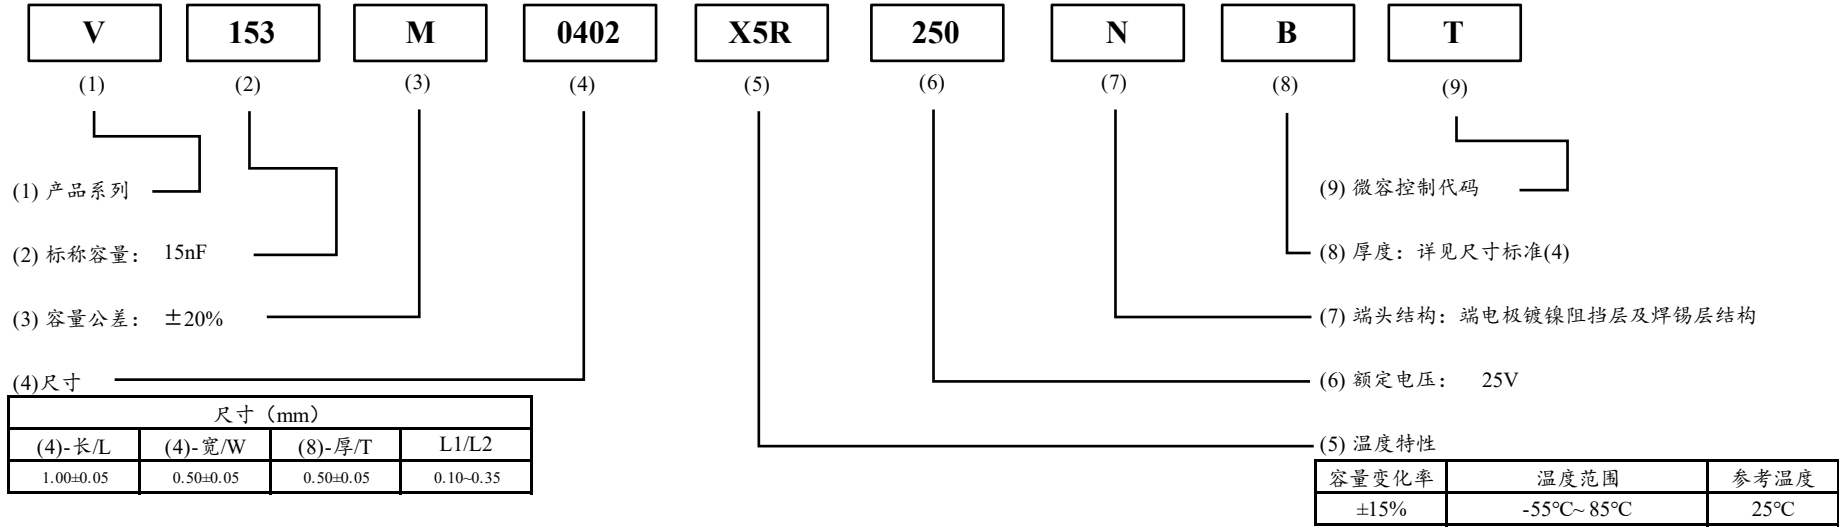 V 153 M 0402 X5R 250 N B T
(1) (2) (3) (4) (5) (6) (7) (8) (9)
(1) 产品系列
(9) 微容控制代码
(2) 标称容量： 15nF
(8) 厚度：详见尺寸标准(4)
(3) 容量公差： ±20%
(7) 端头结构：端电极镀镍阻挡层及焊锡层结构
(4)尺寸
(6) 额定电压： 25V
尺寸（mm）
(4)-长/L (4)-宽/W (8)-厚/T L1/L2
1.00±0.05 0.50±0.05 0.50±0.05 0.10~0.35
(5) 温度特性
容量变化率 温度范围 参考温度
±15% -55℃~85℃ 25℃